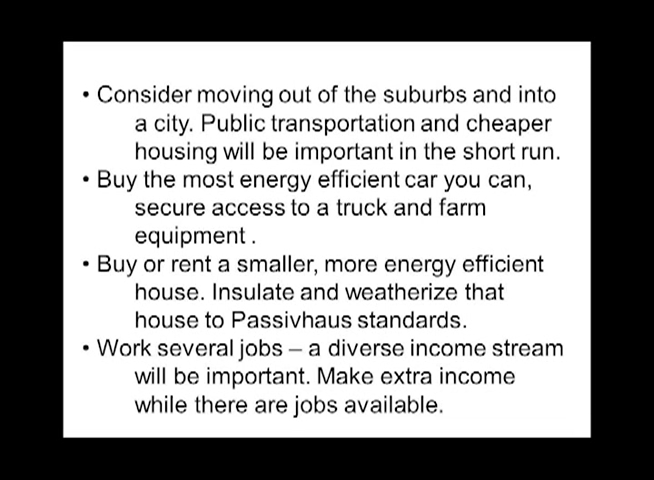 • Consider moving out of the suburbs and into
a city. Public transportation and cheaper
housing will be important in the short run.
• Buy the most energy efficient car you can,
secure access to a truck and farm
equipment .
• Buy or rent a smaller, more energy efficient
house. Insulate and weatherize that
house to Passivhaus standards.
• Work several jobs – a diverse income stream
will be important. Make extra income
while there are jobs available.